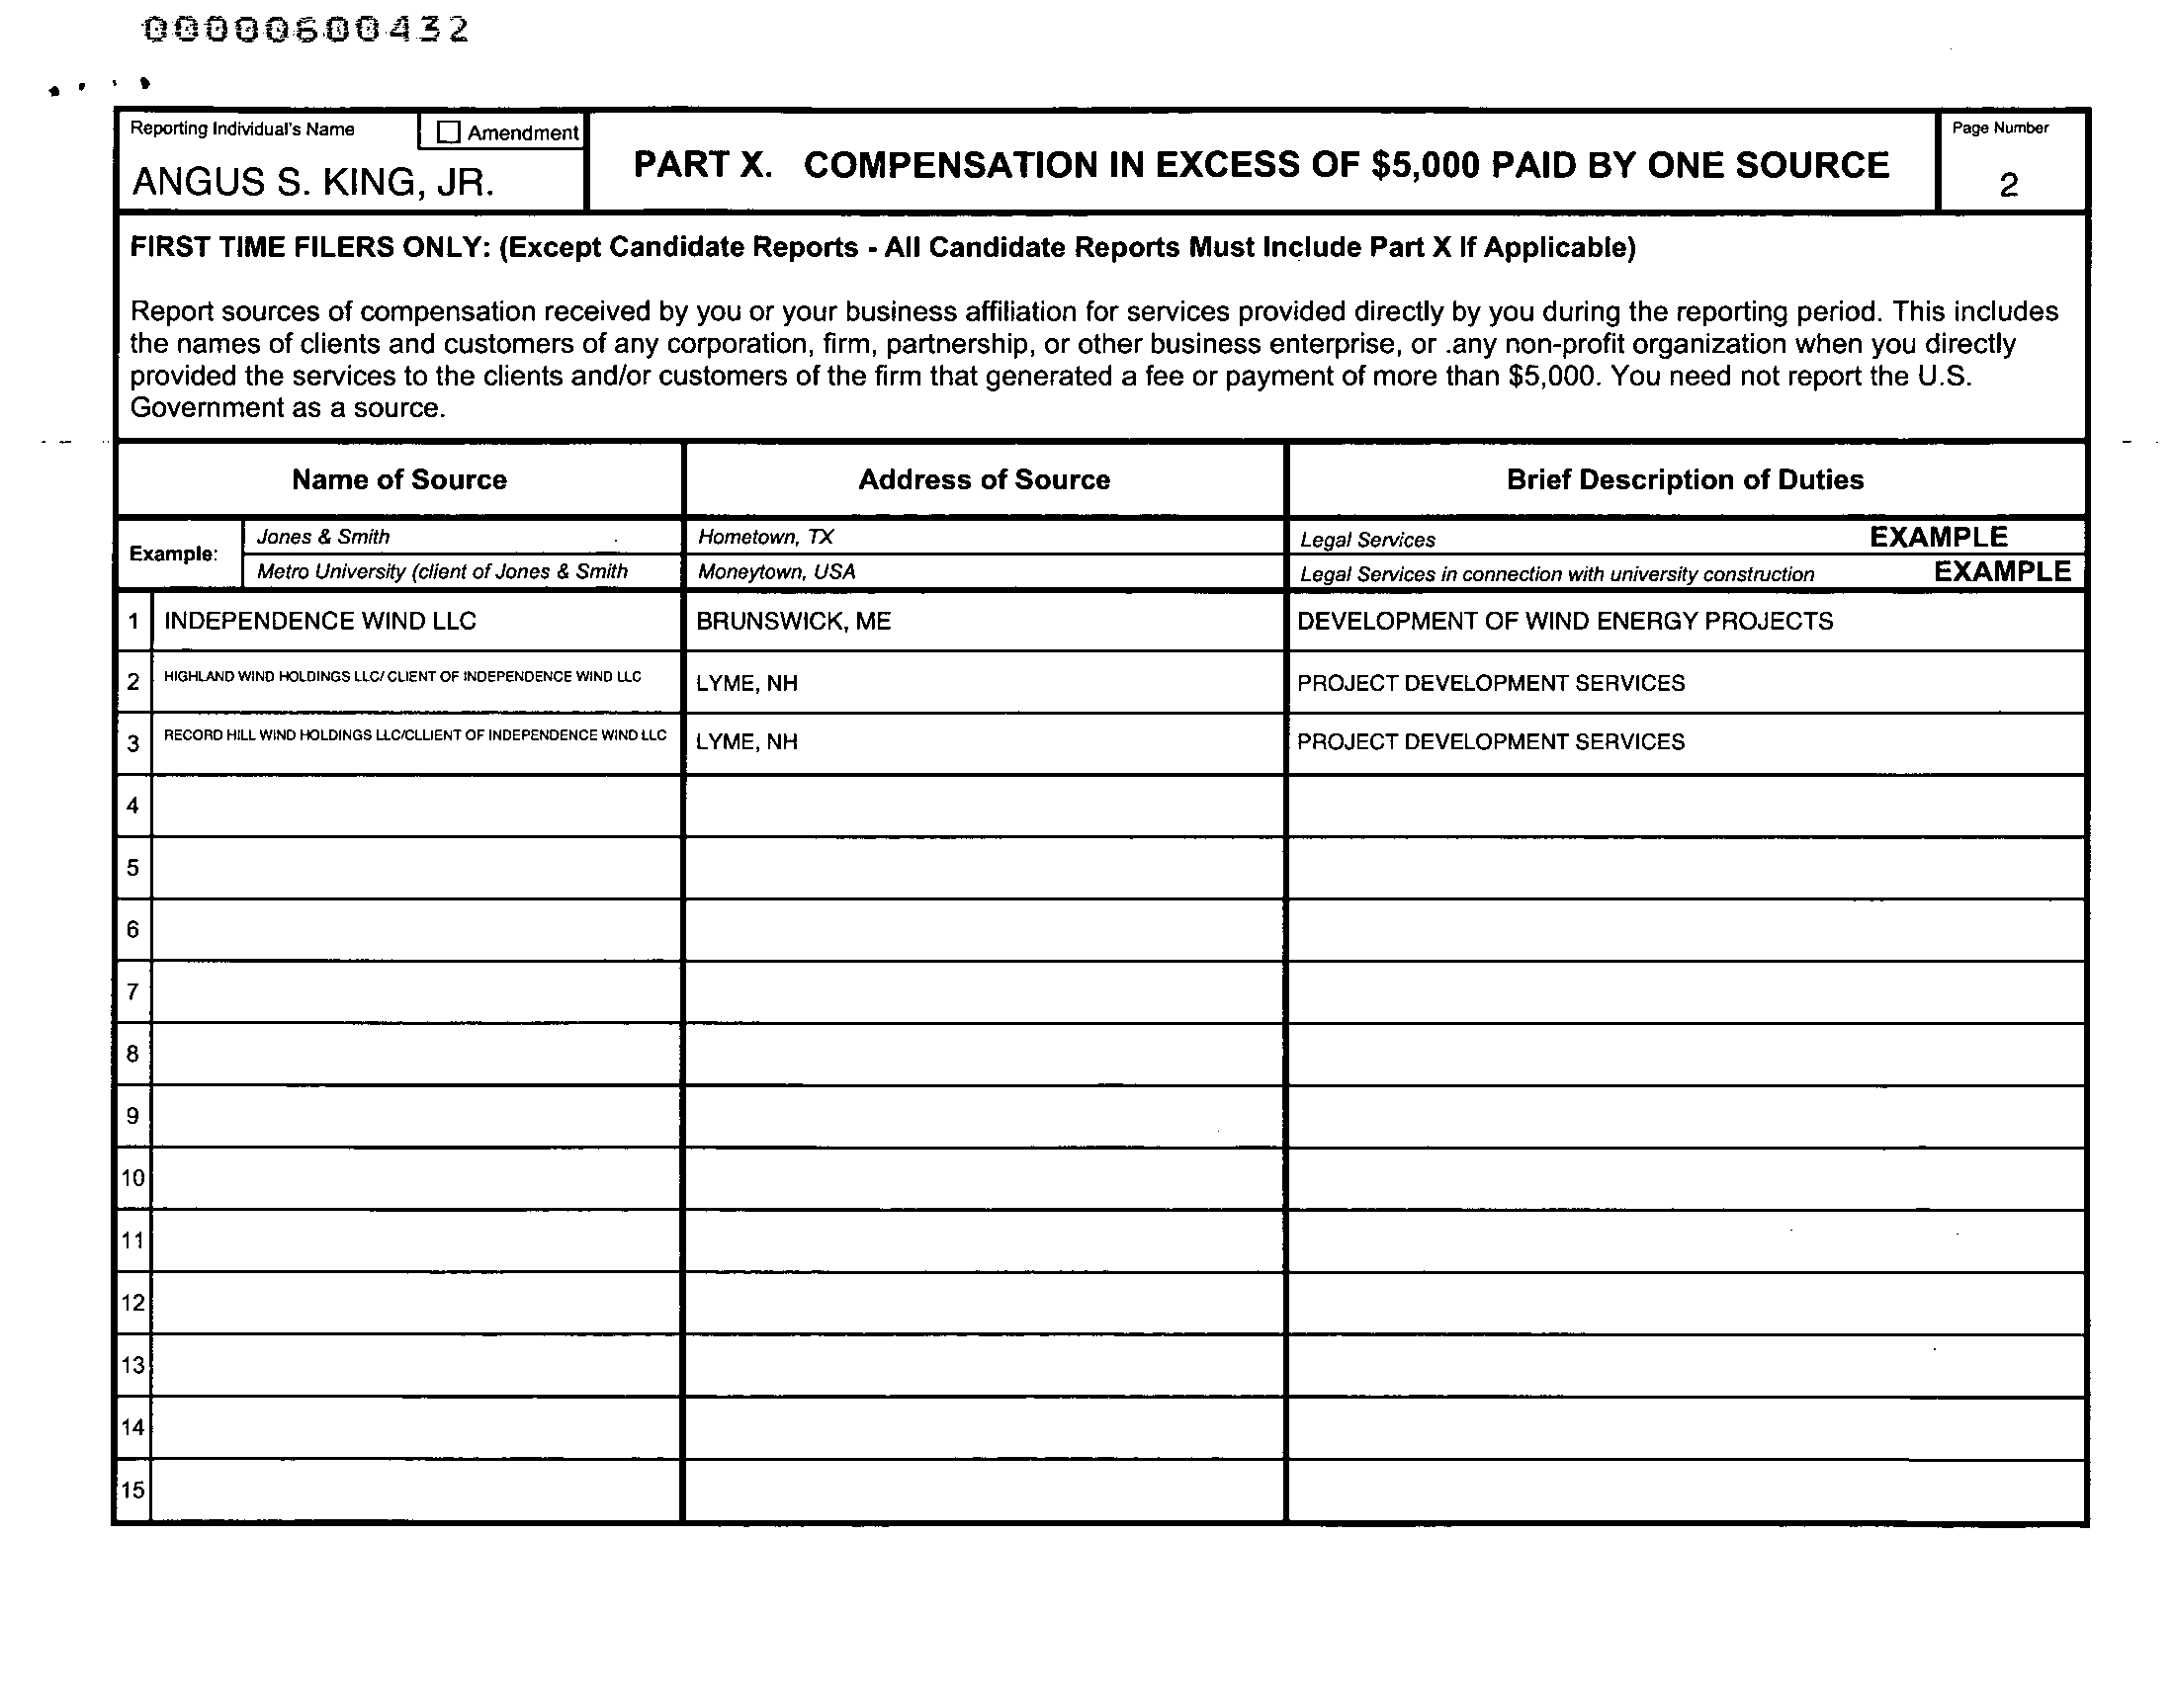 00000600432
Reporting Individual's Name
Amendment
ANGUS S. KING, JR.
PART X. COMPENSATION IN EXCESS OF $5,000 PAID BY ONE SOURCE
Page Number
2
FIRST TIME FILERS ONLY: (Except Candidate Reports - All Candidate Reports Must Include Part X If Applicable)
Report sources of compensation received by you or your business affiliation for services provided directly by you during the reporting period. This includes
the names of clients and customers of any corporation, firm, partnership, or other business enterprise, or .any non-profit organization when you directly
provided the services to the clients and/or customers of the firm that generated a fee or payment of more than $5,000. You need not report the U.S.
Government as a source.
Name of Source Address of Source Brief Description of Duties
Example:
Jones & Smith Hometown, TX Legal Services EXAMPLE
Metro University (client of Jones & Smith Moneytown, USA Legal Services in connection with university construction EXAMPLE
1 INDEPENDENCE WIND LLC BRUNSWICK, ME DEVELOPMENT OF WIND ENERGY PROJECTS
2 HIGHLAND WIND HOLDINGS LLC/ CLIENT OF INDEPENDENCE WIND LLC LYME, NH PROJECT DEVELOPMENT SERVICES
3 RECORD HILL WIND HOLDINGS LLC/CLLIENT OF INDEPENDENCE WIND LLC LYME, NH PROJECT DEVELOPMENT SERVICES
4
5
6
7
8
9
10
11
12
13
14
15